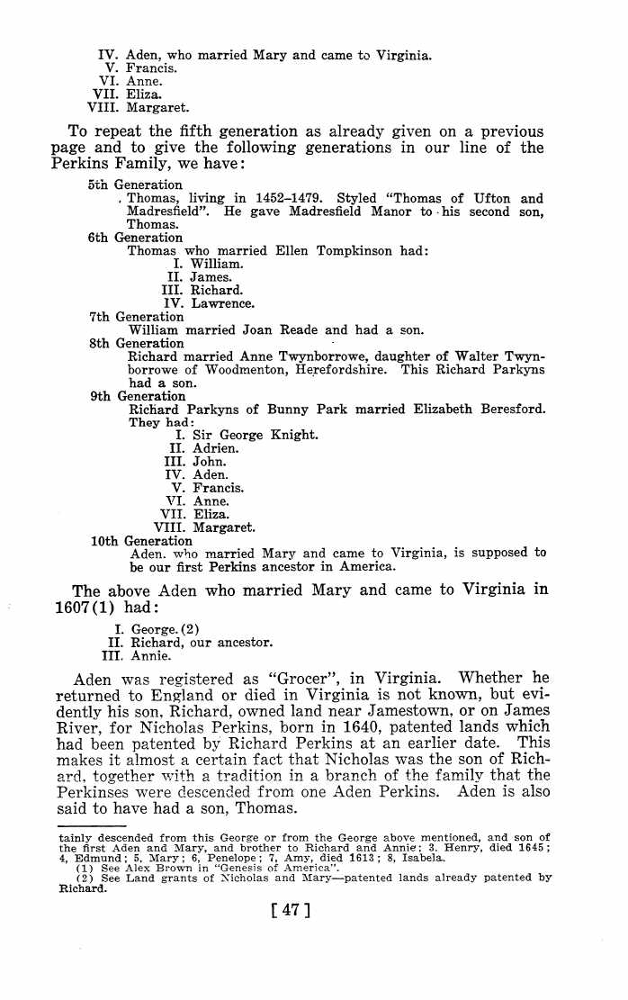 IV. Aden, who married Mary and came to Virginia.
V. Francis.
VI. Anne.
VII. Eliza.
VIII. Margaret.
To repeat the fifth generation as already given on a previous
page and to give the following generations in our line of the
Perkins Family, we have:
5th Generation
Thomas, living in 1452–1479. Styled “Thomas of Ufton and
Madresfield”. He gave Madresfield Manor to his second son,
Thomas.
6th Generation
Thomas who married Ellen Tompkinson had:
I. William.
II. James.
III. Richard.
IV. Lawrence.
7th Generation
William married Joan Reade and had a son.
8th Generation
Richard married Anne Twynborrowe, daughter of Walter Twyn-
borrowe of Woodmenton, Herefordshire. This Richard Parkyns
had a son.
9th Generation
Richard Parkyns of Bunny Park married Elizabeth Beresford.
They had:
I. Sir George Knight.
II. Adrien.
III. John.
IV. Aden.
V. Francis.
VI. Anne.
VII. Eliza.
VIII. Margaret.
10th Generation
Aden. who married Mary and came to Virginia, is supposed to
be our first Perkins ancestor in America.
The above Aden who married Mary and came to Virginia in
1607(1) had:
I. George.(2)
II. Richard, our ancestor.
III. Annie.
Aden was registered as “Grocer”, in Virginia. Whether he
returned to England or died in Virginia is not known, but evi-
dently his son, Richard, owned land near Jamestown, or on James
River, for Nicholas Perkins, born in 1640, patented lands which
had been patented by Richard Perkins at an earlier date. This
makes it almost a certain fact that Nicholas was the son of Rich-
ard, together with a tradition in a branch of the family that the
Perkinses were descended from one Aden Perkins. Aden is also
said to have had a son, Thomas.
tainly descended from this George or from the George above mentioned, and son of
the first Aden and Mary, and brother to Richard and Annie; 3. Henry, died 1645;
4, Edmund; 5, Mary; 6, Penelope; 7, Amy, died 1613; 8, Isabela.
(1) See Alex Brown in “Genesis of America”.
(2) See Land grants of Nicholas and Mary—patented lands already patented by
Richard.
[ 47 ]